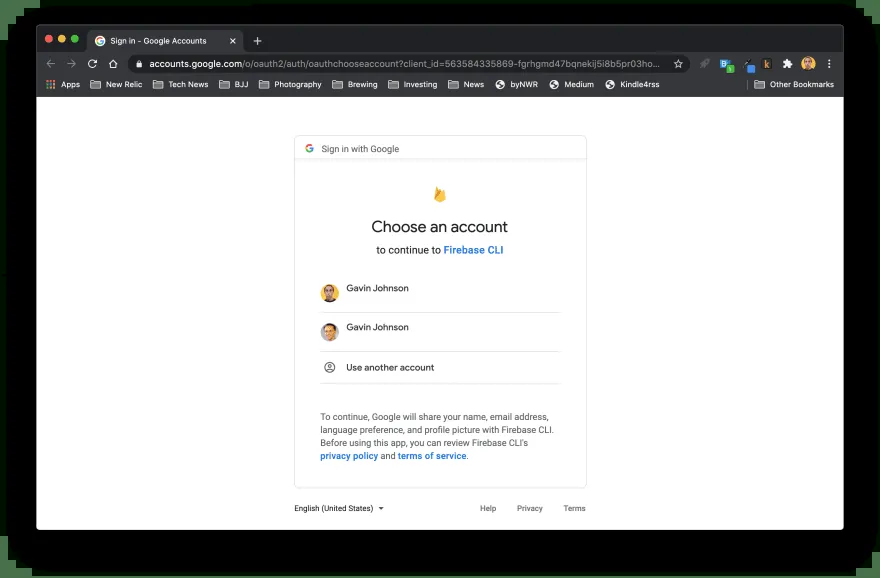 Sign in - Google Accounts
accounts.google.com/o/oauth2/auth/oauthchooseaccount?client_id=563584335869-fgrhgmd47bqnekij5i8b5pr03ho...
Apps New Relic Tech News BJJ Photography Brewing Investing News byNWR Medium Kindle4rss Other Bookmarks
Sign in with Google
Choose an account
to continue to Firebase CLI
Gavin Johnson
Gavin Johnson
Use another account
To continue, Google will share your name, email address,
language preference, and profile picture with Firebase CLI.
Before using this app, you can review Firebase CLI's
privacy policy and terms of service.
English (United States) Help Privacy Terms